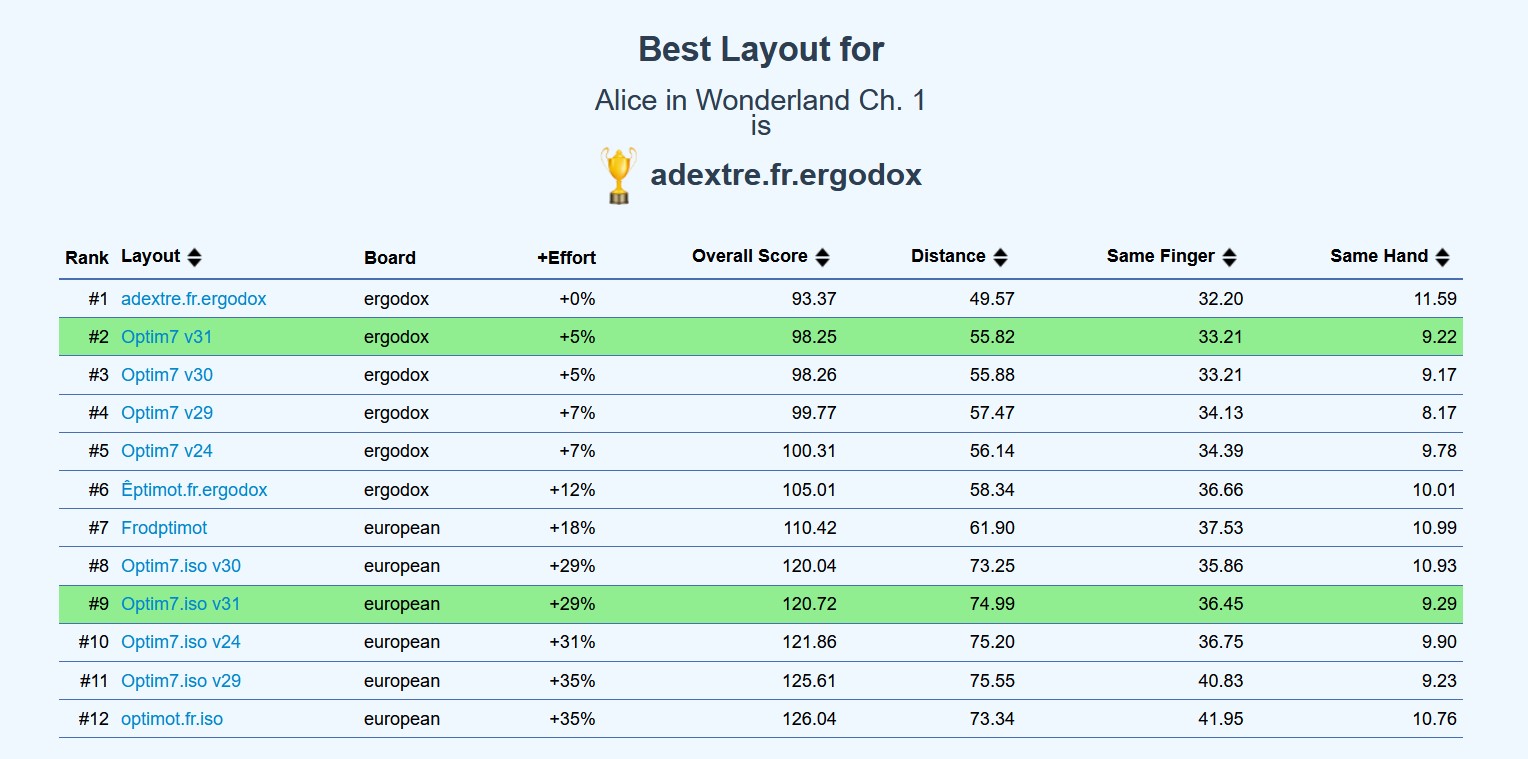 Best Layout for
Alice in Wonderland Ch. 1
is
adextre.fr.ergodox
Rank Layout Board +Effort Overall Score Distance Same Finger Same Hand
#1 adextre.fr.ergodox ergodox +0% 93.37 49.57 32.20 11.59
#2 Optim7 v31 ergodox +5% 98.25 55.82 33.21 9.22
#3 Optim7 v30 ergodox +5% 98.26 55.88 33.21 9.17
#4 Optim7 v29 ergodox +7% 99.77 57.47 34.13 8.17
#5 Optim7 v24 ergodox +7% 100.31 56.14 34.39 9.78
#6 Êptimot.fr.ergodox ergodox +12% 105.01 58.34 36.66 10.01
#7 Frodptimot european +18% 110.42 61.90 37.53 10.99
#8 Optim7.iso v30 european +29% 120.04 73.25 35.86 10.93
#9 Optim7.iso v31 european +29% 120.72 74.99 36.45 9.29
#10 Optim7.iso v24 european +31% 121.86 75.20 36.75 9.90
#11 Optim7.iso v29 european +35% 125.61 75.55 40.83 9.23
#12 optimot.fr.iso european +35% 126.04 73.34 41.95 10.76